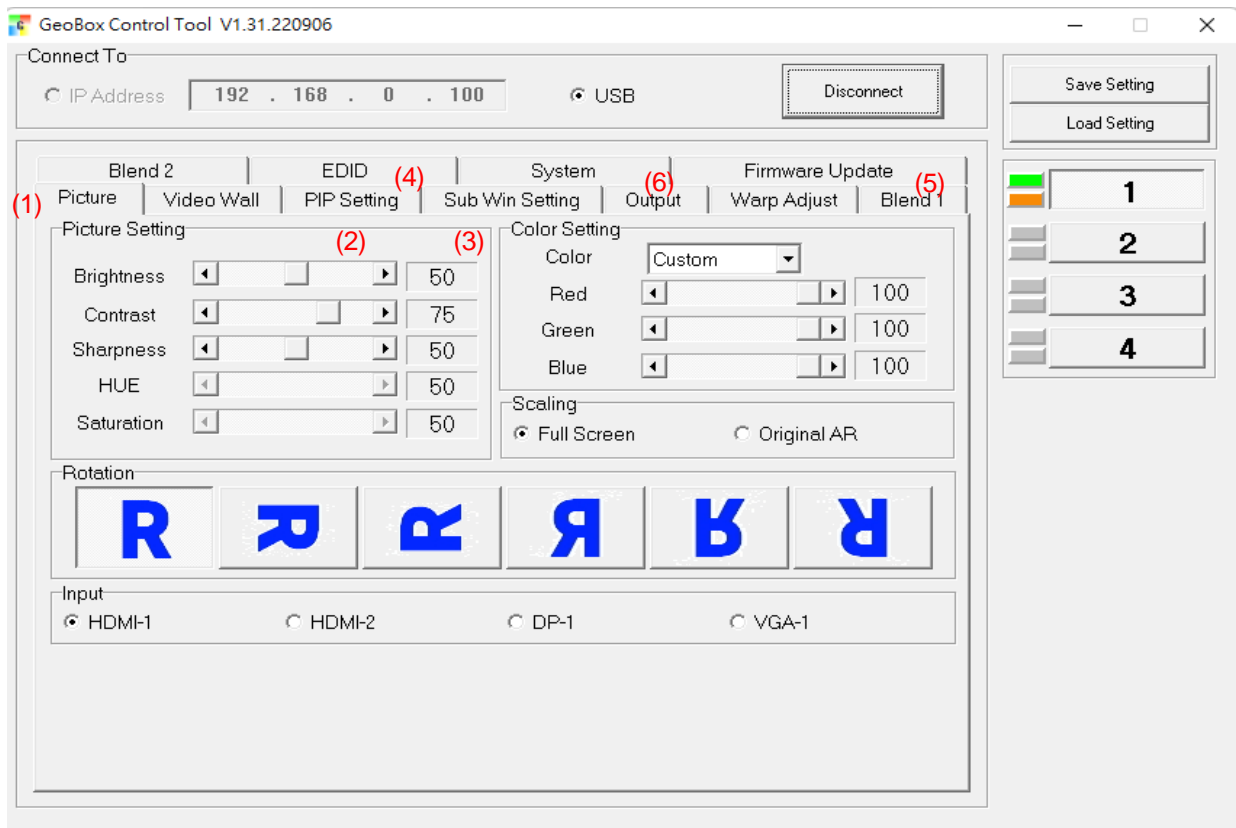 GeoBox Control Tool V1.31.220906
Connect To
IP Address 192 . 168 . 0 . 100 USB Disconnect
Save Setting
Load Setting
Blend 2 EDID (4) System (6) Firmware Update (5)
(1) Picture Video Wall PIP Setting Sub Win Setting Output Warp Adjust Blend 1
Picture Setting (2) (3)
Brightness 50
Contrast 75
Sharpness 50
HUE 50
Saturation 50
Color Setting
Color Custom
Red 100
Green 100
Blue 100
Scaling
Full Screen Original AR
Rotation
R R R R R R
Input
HDMI-1 HDMI-2 DP-1 VGA-1
1
2
3
4